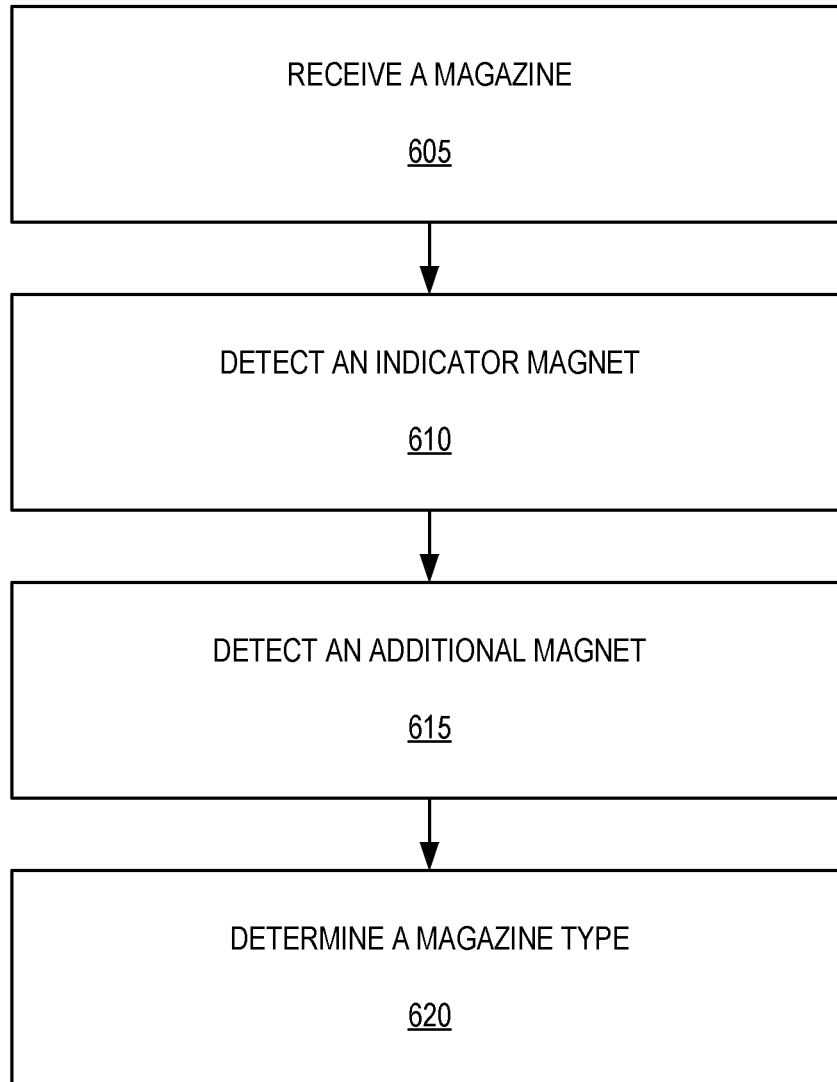 RECEIVE A MAGAZINE
605
DETECT AN INDICATOR MAGNET
610
DETECT AN ADDITIONAL MAGNET
615
DETERMINE A MAGAZINE TYPE
620